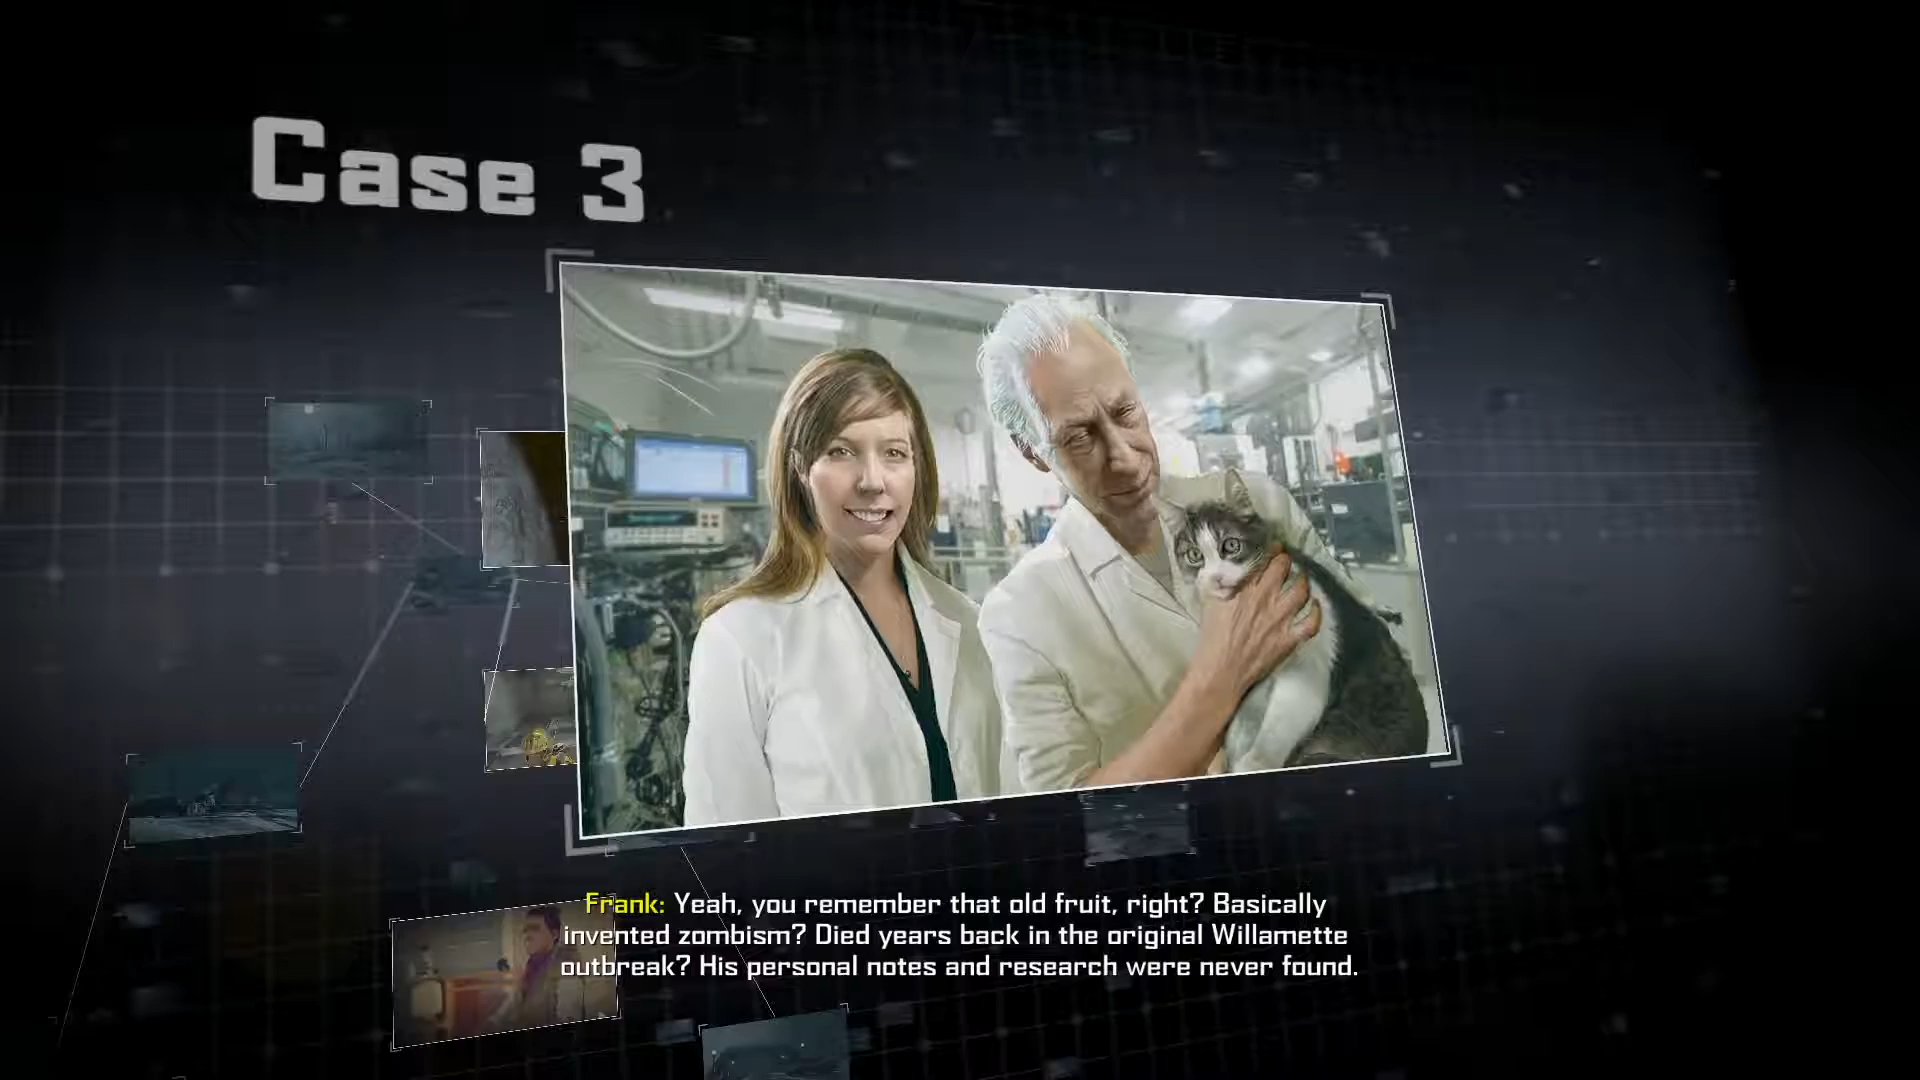 Case 3
Frank: Yeah, you remember that old fruit, right? Basically
invented zombism? Died years back in the original Willamette
outbreak? His personal notes and research were never found.